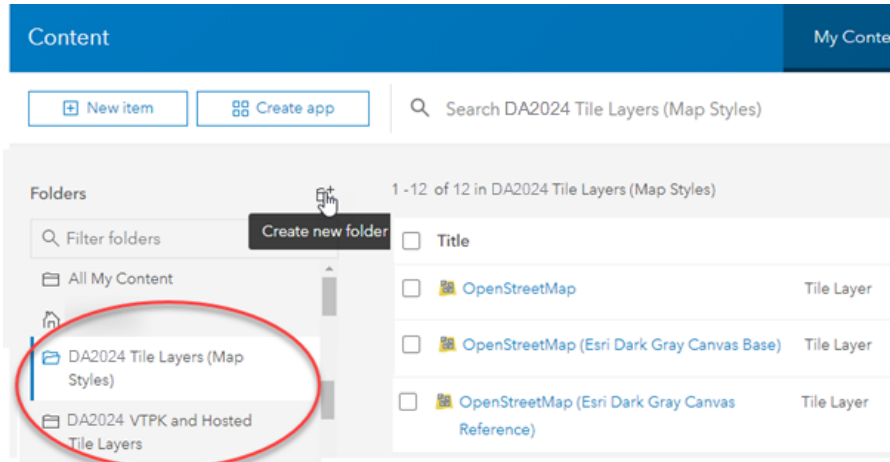 Content
My Conte
New item
Create app
Search DA2024 Tile Layers (Map Styles)
Folders
1 -12 of 12 in DA2024 Tile Layers (Map Styles)
Create new folder
Filter folders
Title
All My Content
OpenStreetMap
Tile Layer
DA2024 Tile Layers (Map
Styles)
OpenStreetMap (Esri Dark Gray Canvas Base)
Tile Layer
DA2024 VTPK and Hosted
Tile Layers
OpenStreetMap (Esri Dark Gray Canvas
Reference)
Tile Layer